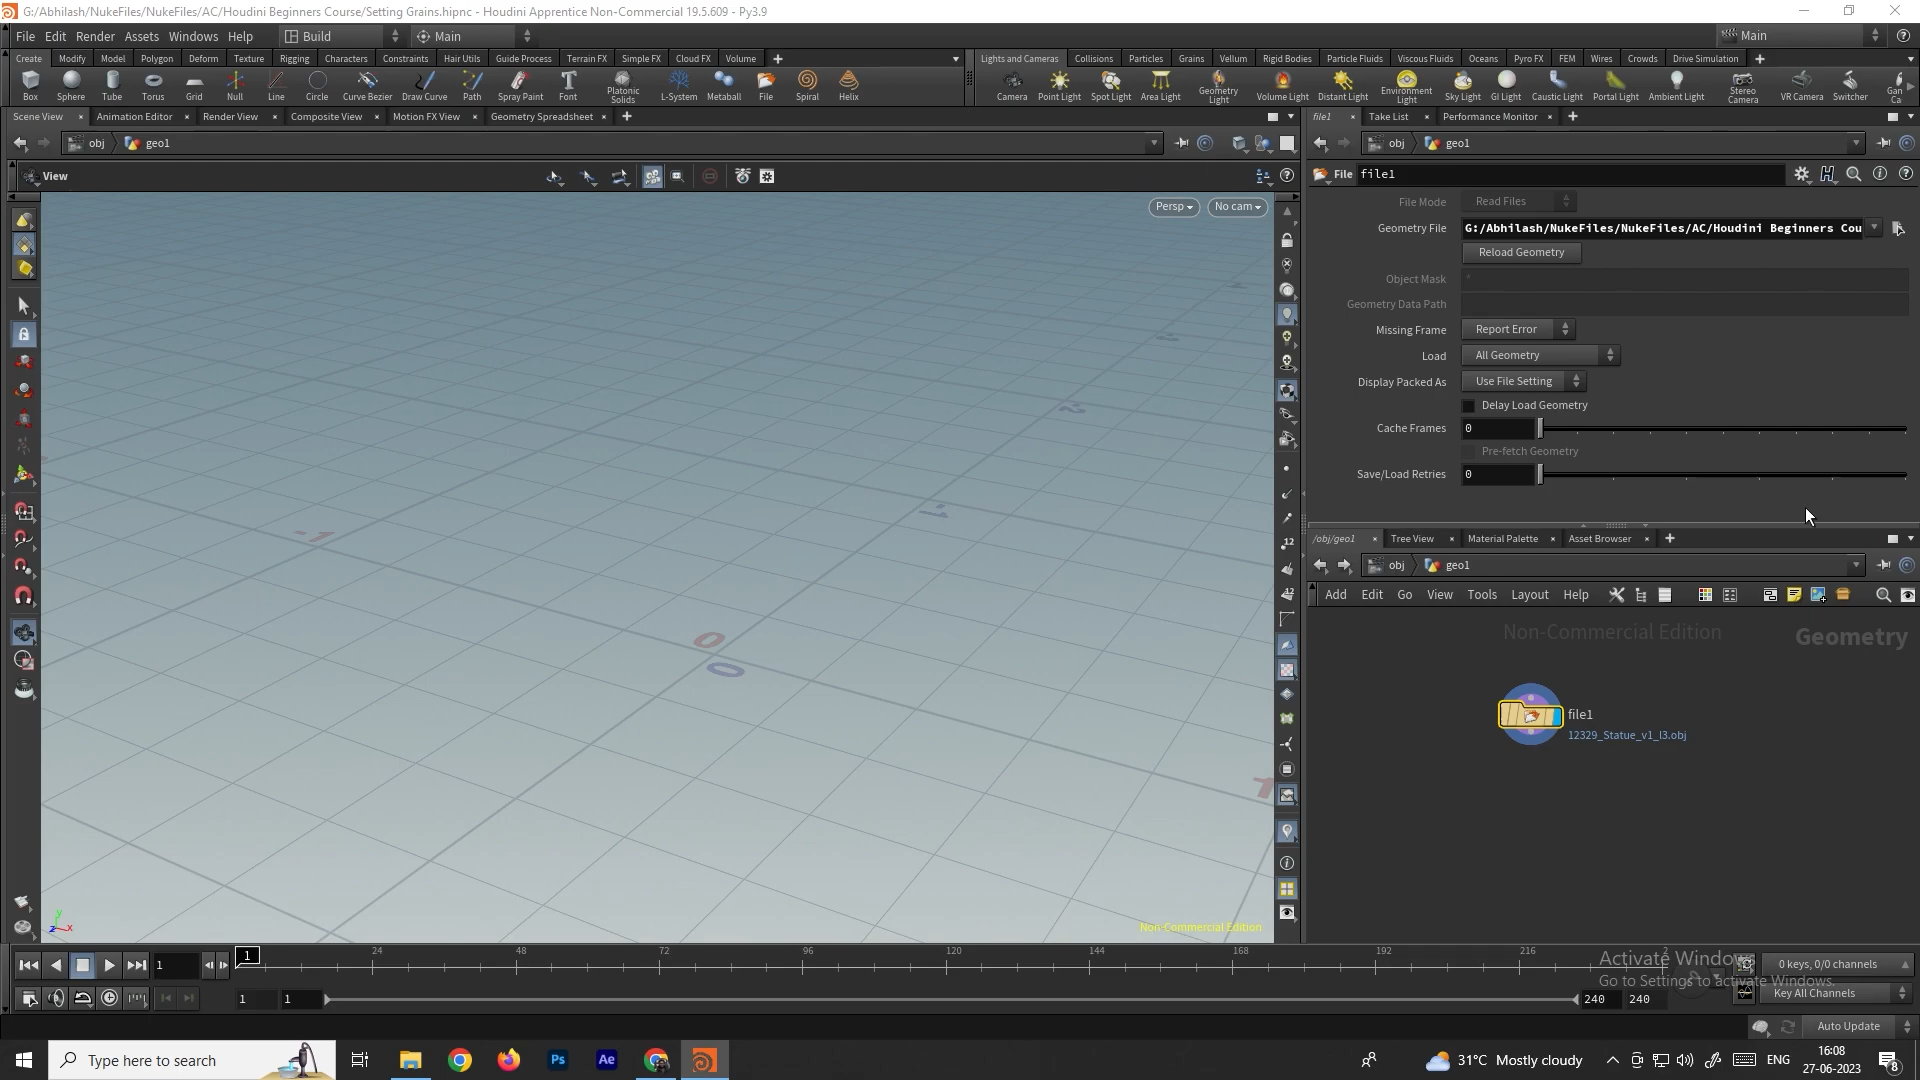 G:/Abhilash/NukeFiles/NukeFiles/AC/Houdini Beginners Course/Setting Grains.hipnc - Houdini Apprentice Non-Commercial 19.5.609 - Py3.9
File Edit Render Assets Windows Help Build Main Main
Create Modify Model Polygon Deform Texture Rigging Characters Constraints Hair Utils Guide Process Terrain FX Simple FX Cloud FX Volume
Lights and Cameras Collisions Particles Grains Vellum Rigid Bodies Particle Fluids Viscous Fluids Oceans Pyro FX FEM Wires Crowds Drive Simulation
Box Sphere Tube Torus Grid Null Line Circle Curve Bezier Draw Curve Path Spray Paint Font Platonic Solids L-System Metaball File Spiral Helix
Camera Point Light Spot Light Area Light Geometry Light Volume Light Distant Light Environment Light Sky Light GI Light Caustic Light Portal Light Ambient Light Stereo Camera VR Camera Switcher Gan Ca
Scene View Animation Editor Render View Composite View Motion FX View Geometry Spreadsheet
file1 Take List Performance Monitor
obj geo1
obj geo1
View
File file1
Persp No cam
File Mode Read Files
Geometry File G:/Abhilash/NukeFiles/NukeFiles/AC/Houdini Beginners Cou
Reload Geometry
Object Mask *
Geometry Data Path
Missing Frame Report Error
Load All Geometry
Display Packed As Use File Setting
Delay Load Geometry
Cache Frames 0
Pre-fetch Geometry
Save/Load Retries 0
/obj/geo1 Tree View Material Palette Asset Browser
obj geo1
Add Edit Go View Tools Layout Help
Non-Commercial Edition Geometry
file1
12329_Statue_v1_l3.obj
-1
0
0
12
12
y
z x
Non-Commercial Edition
1 1 24 48 72 96 120 144 168 192 216 2
Activate Windows
Go to Settings to activate Windows.
0 keys, 0/0 channels
1 1 240 240
Key All Channels
Auto Update
Type here to search
Ps Ae
31°C Mostly cloudy
ENG
16:08
27-06-2023
8